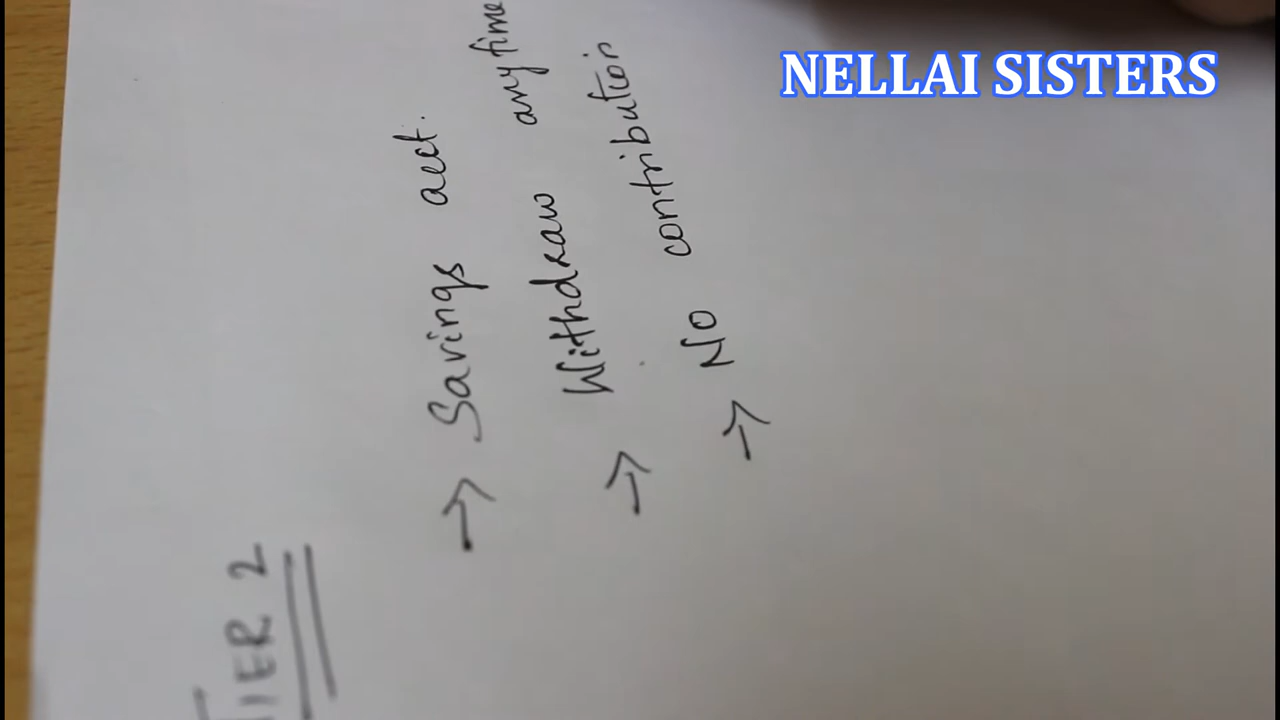 NELLAI SISTERS
TIER 2
→ Savings acct.
→ Withdraw anytime
→ No contribution